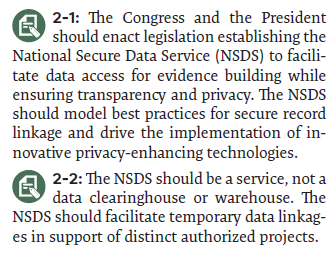 2-1: The Congress and the President
should enact legislation establishing the
National Secure Data Service (NSDS) to facili-
tate data access for evidence building while
ensuring transparency and privacy. The NSDS
should model best practices for secure record
linkage and drive the implementation of in-
novative privacy-enhancing technologies.
2-2: The NSDS should be a service, not a
data clearinghouse or warehouse. The
NSDS should facilitate temporary data linkag-
es in support of distinct authorized projects.